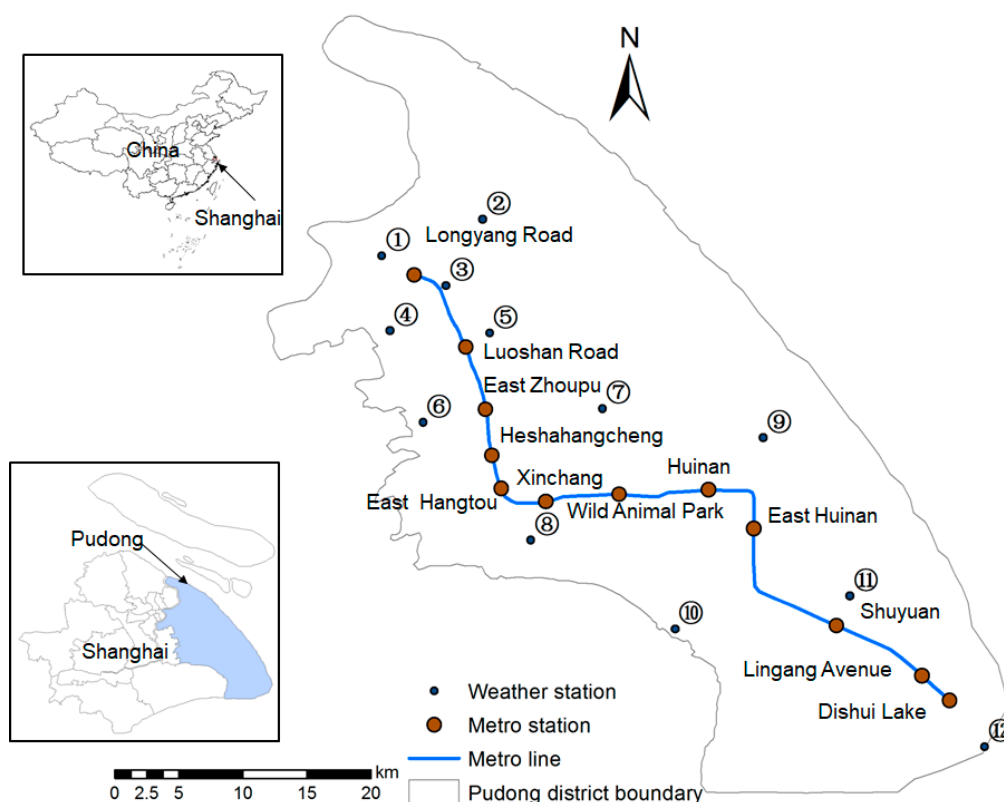 N
China
Shanghai
②
Longyang Road
①
③
④
⑤
Luoshan Road
East Zhoupu
⑥
⑦
Heshahangcheng
⑨
Xinchang
Huinan
East Hangtou
Wild Animal Park
East Huinan
⑧
Pudong
Shanghai
⑪
Shuyuan
⑩
Lingang Avenue
Dishui Lake
⑫
Weather station
Metro station
Metro line
Pudong district boundary
km
0 2.5 5 10 15 20